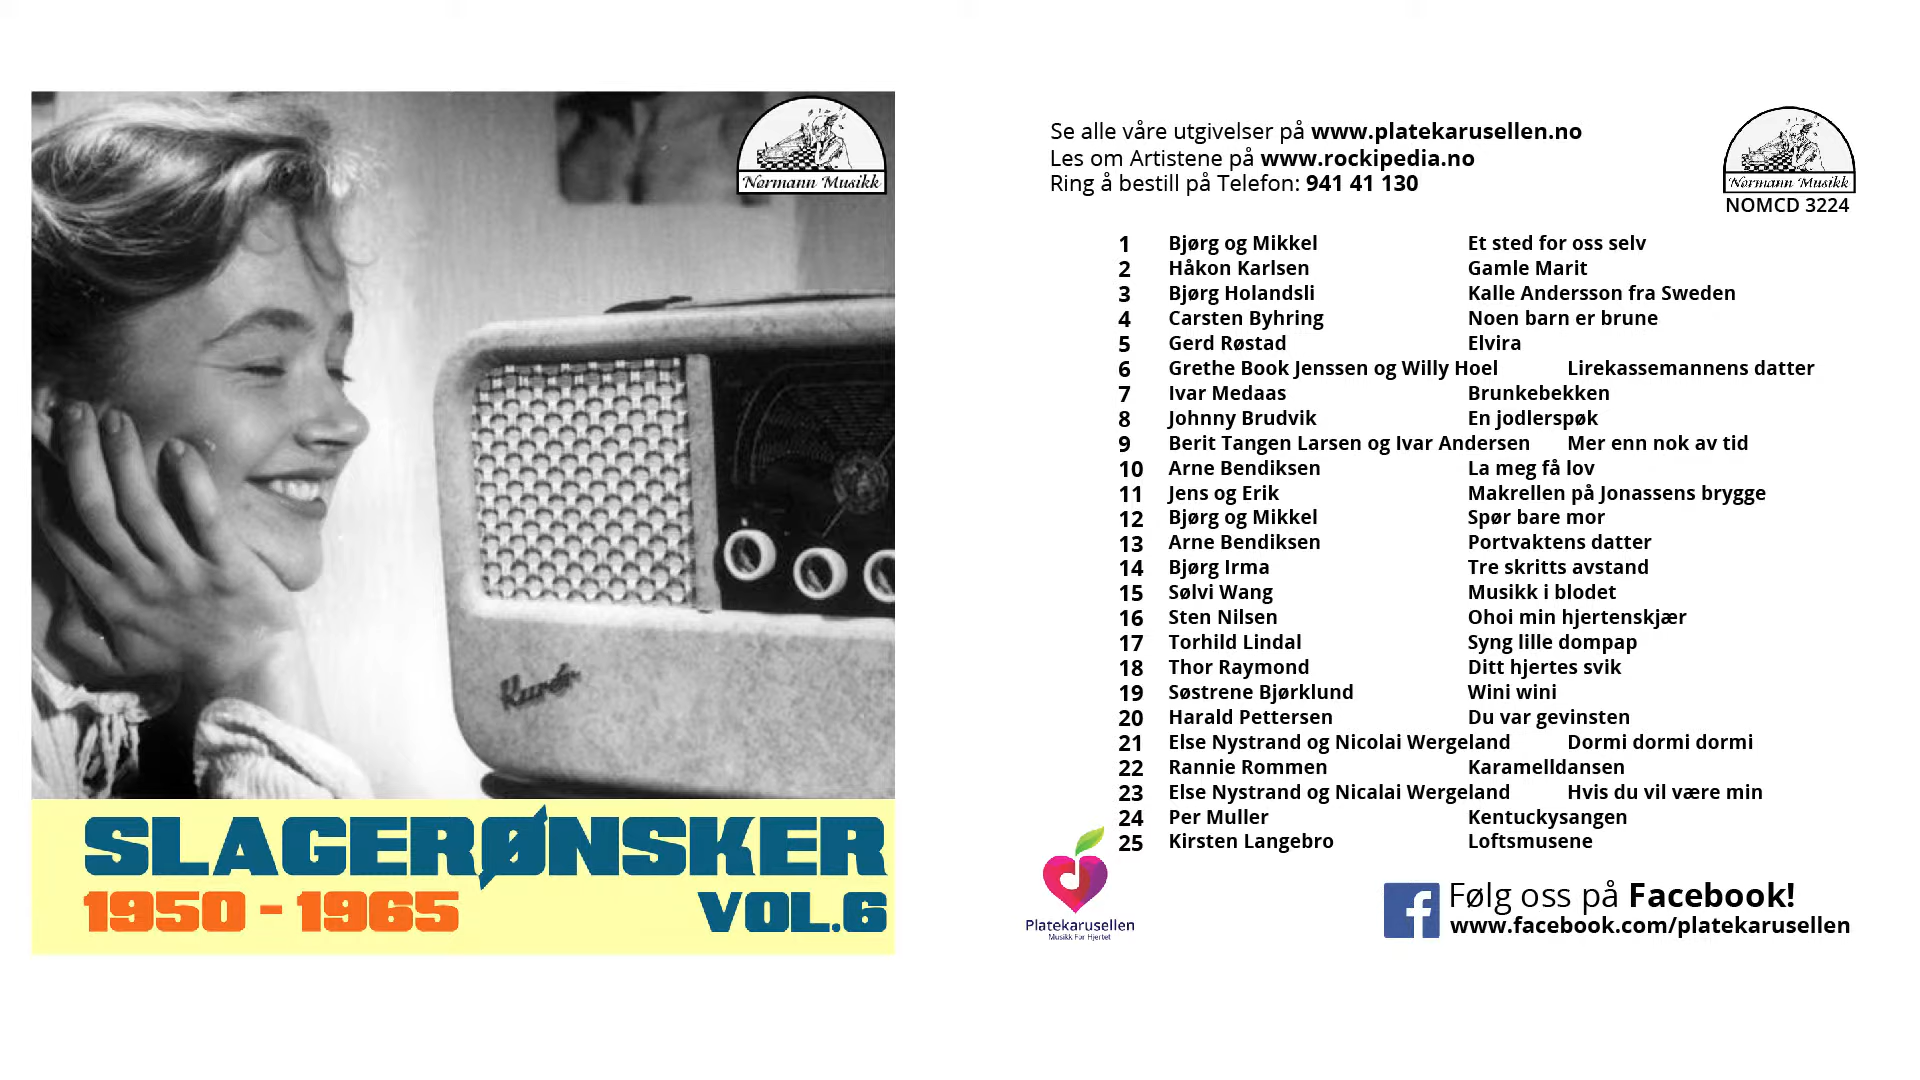 Normann Musikk
Kurér
SLAGERØNSKER
1950 - 1965
VOL.6
Se alle våre utgivelser på www.platekarusellen.no
Les om Artistene på www.rockipedia.no
Ring å bestill på Telefon: 941 41 130
Normann Musikk
NOMCD 3224
1 Bjørg og Mikkel Et sted for oss selv
2 Håkon Karlsen Gamle Marit
3 Bjørg Holandsli Kalle Andersson fra Sweden
4 Carsten Byhring Noen barn er brune
5 Gerd Røstad Elvira
6 Grethe Book Jenssen og Willy Hoel Lirekassemannens datter
7 Ivar Medaas Brunkebekken
8 Johnny Brudvik En jodlerspøk
9 Berit Tangen Larsen og Ivar Andersen Mer enn nok av tid
10 Arne Bendiksen La meg få lov
11 Jens og Erik Makrellen på Jonassens brygge
12 Bjørg og Mikkel Spør bare mor
13 Arne Bendiksen Portvaktens datter
14 Bjørg Irma Tre skritts avstand
15 Sølvi Wang Musikk i blodet
16 Sten Nilsen Ohoi min hjertenskjær
17 Torhild Lindal Syng lille dompap
18 Thor Raymond Ditt hjertes svik
19 Søstrene Bjørklund Wini wini
20 Harald Pettersen Du var gevinsten
21 Else Nystrand og Nicolai Wergeland Dormi dormi dormi
22 Rannie Rommen Karamelldansen
23 Else Nystrand og Nicalai Wergeland Hvis du vil være min
24 Per Muller Kentuckysangen
25 Kirsten Langebro Loftsmusene
Platekarusellen
Musikk For Hjertet
Følg oss på Facebook!
www.facebook.com/platekarusellen